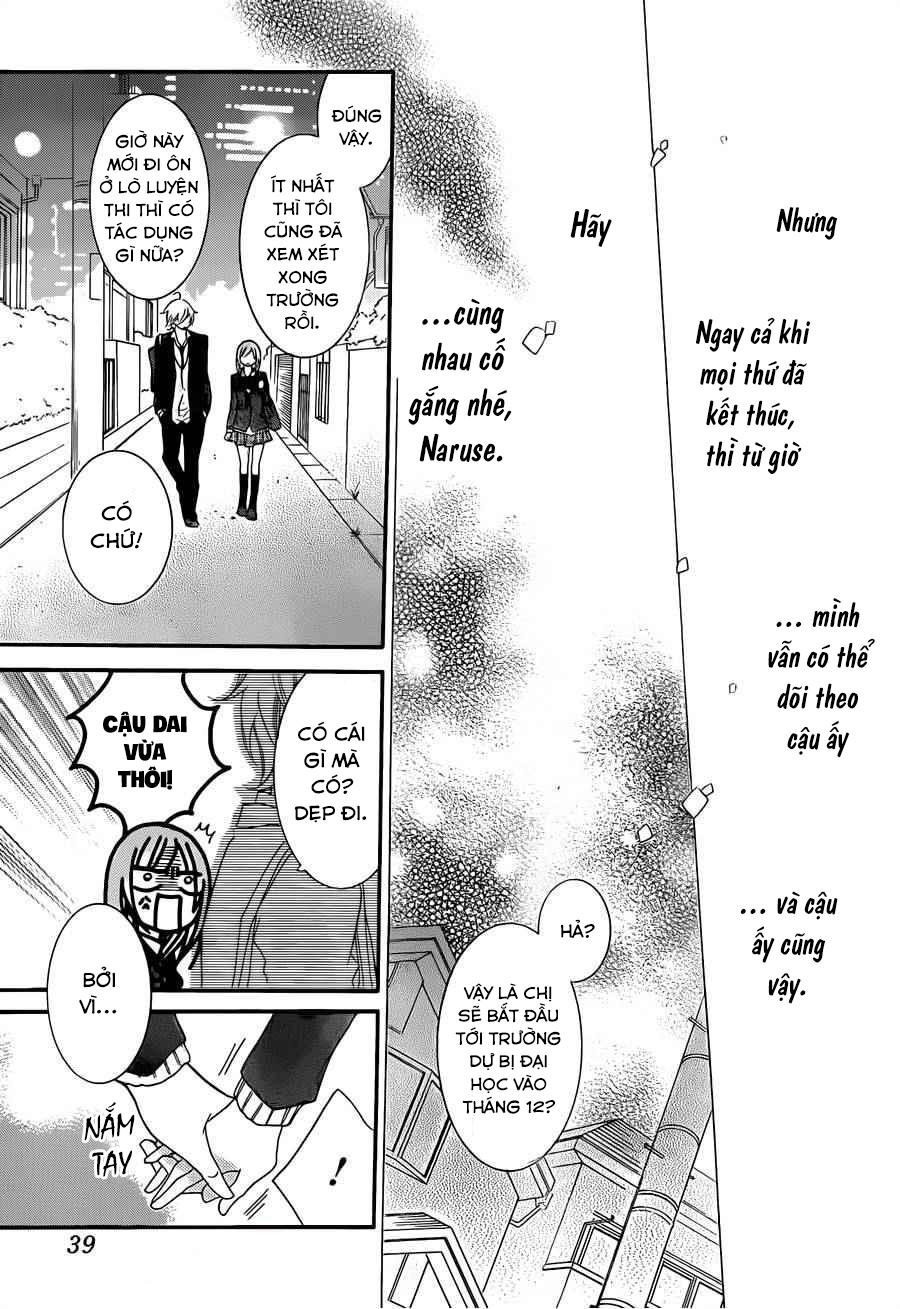 Nhưng
Ngay cả khi
mọi thứ đã
kết thúc,
thì từ giờ
... mình
vẫn có thể
dõi theo
cậu ấy
... và cậu
ấy cũng
vậy.
Hãy
...cùng
nhau cố
gắng nhé,
Naruse.
HẢ?
VẬY LÀ CHỊ
SẼ BẮT ĐẦU
TỚI TRƯỜNG
DỰ BỊ ĐẠI
HỌC VÀO
THÁNG 12?
ĐÚNG
VẬY.
ÍT NHẤT
THÌ TÔI
CŨNG ĐÃ
XEM XÉT
XONG
TRƯỜNG
RỒI.
GIỜ NÀY
MỚI ĐI ÔN
Ở LÒ LUYỆN
THI THÌ CÓ
TÁC DỤNG
GÌ NỮA?
CÓ
CHỨ!
CÓ CÁI
GÌ MÀ
CÓ?
DẸP ĐI.
CẬU DAI
VỪA
THÔI!
BỞI
VÌ...
!
NẮM
TAY
39